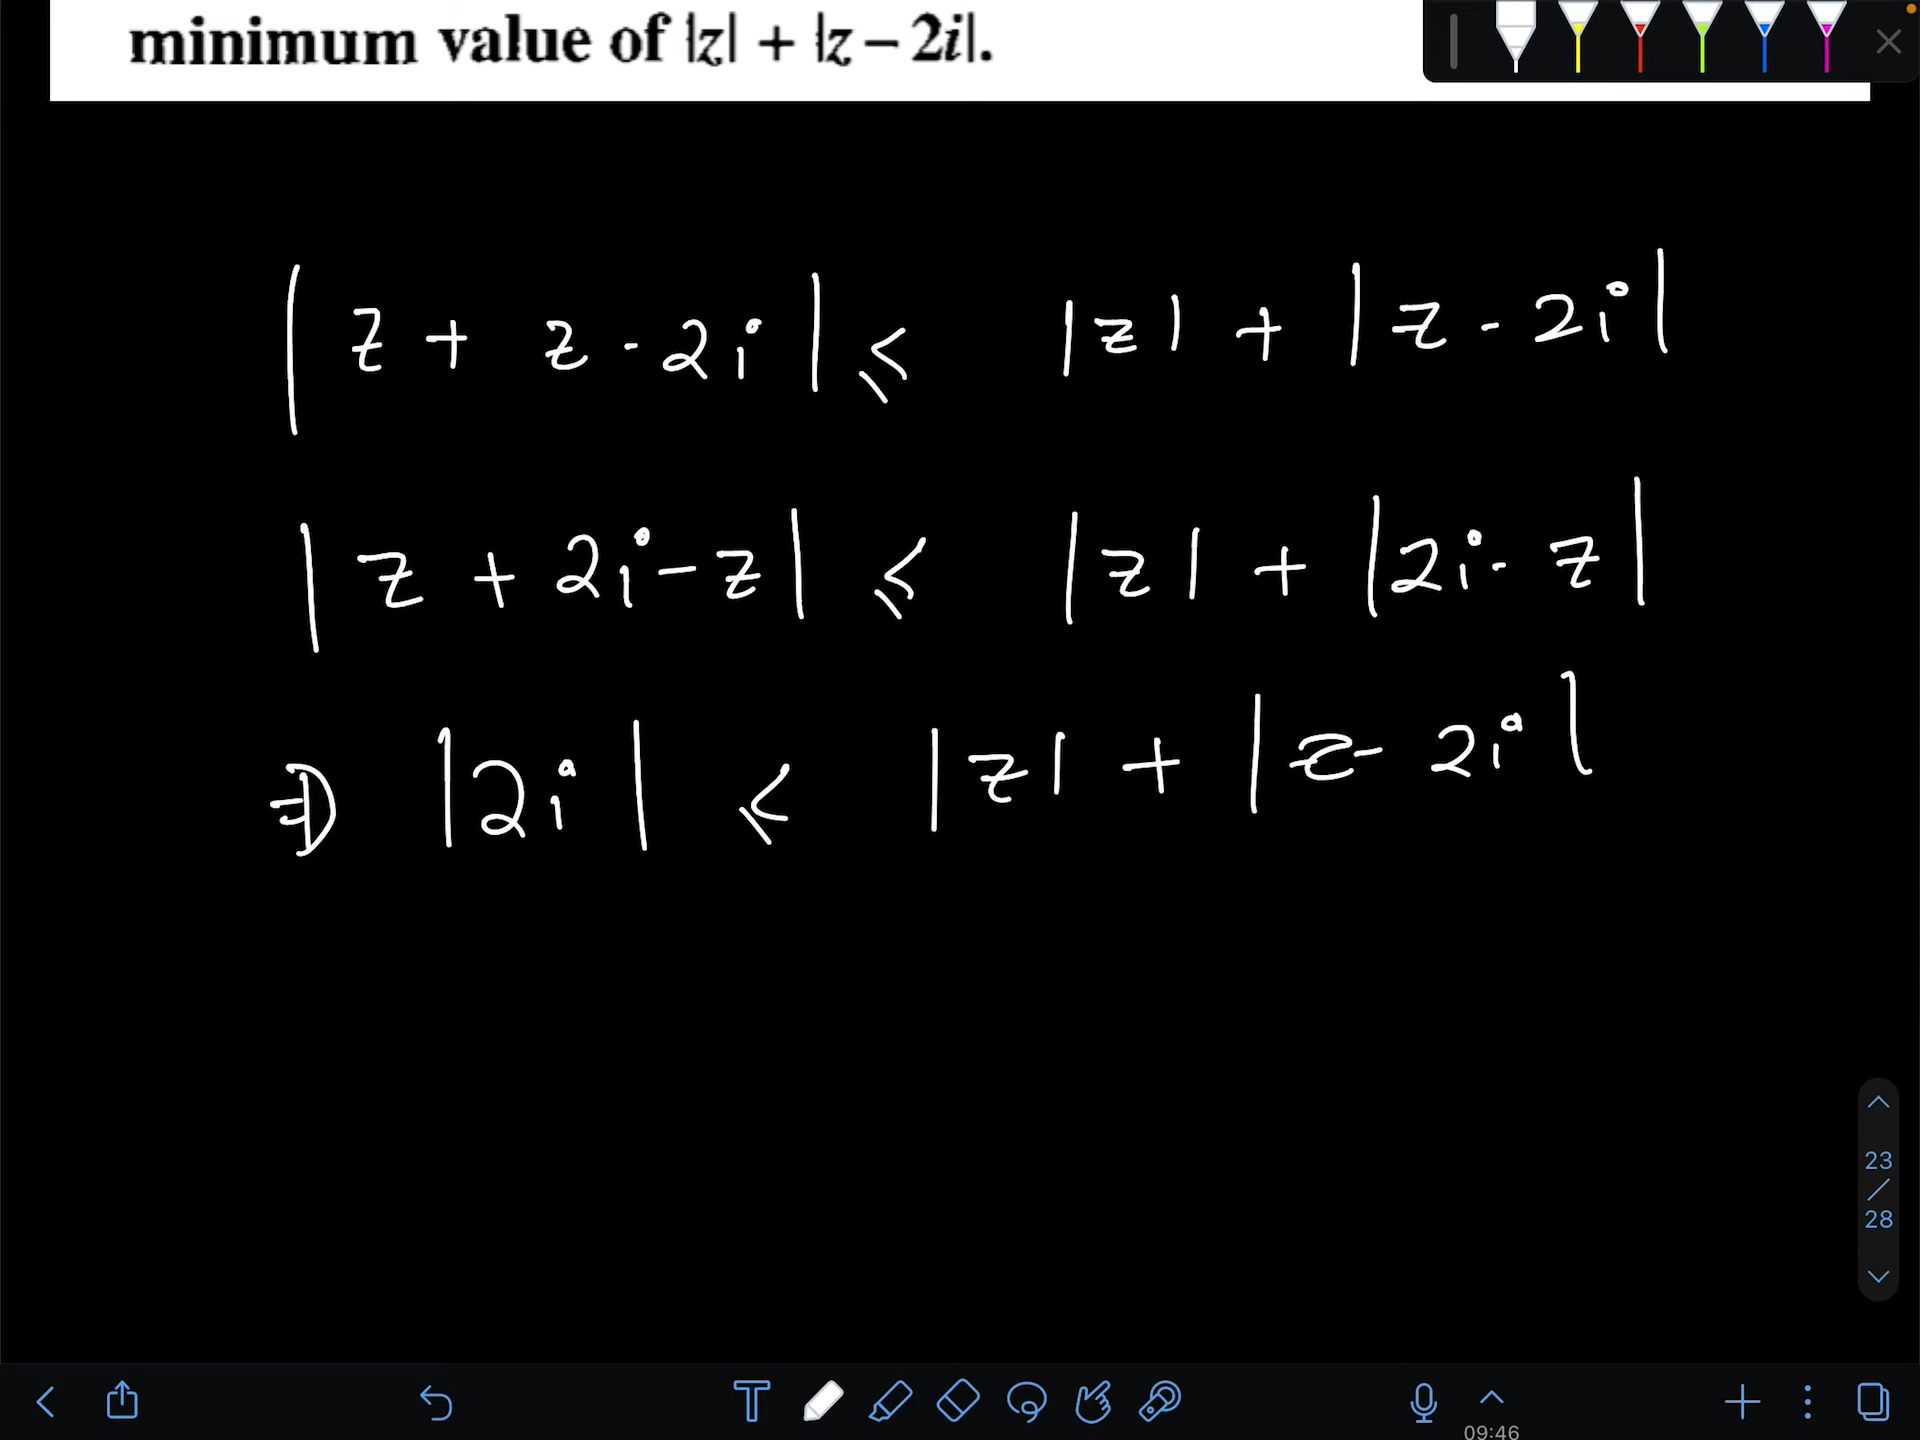 minimum value of |z| + |z – 2i|.
| z + z - 2i | ≤ |z| + | z - 2i |
| z + 2i - z | ≤ |z| + | 2i - z |
⇒ | 2i | ≤ |z| + | z - 2i |
23
/
28
T
09:46